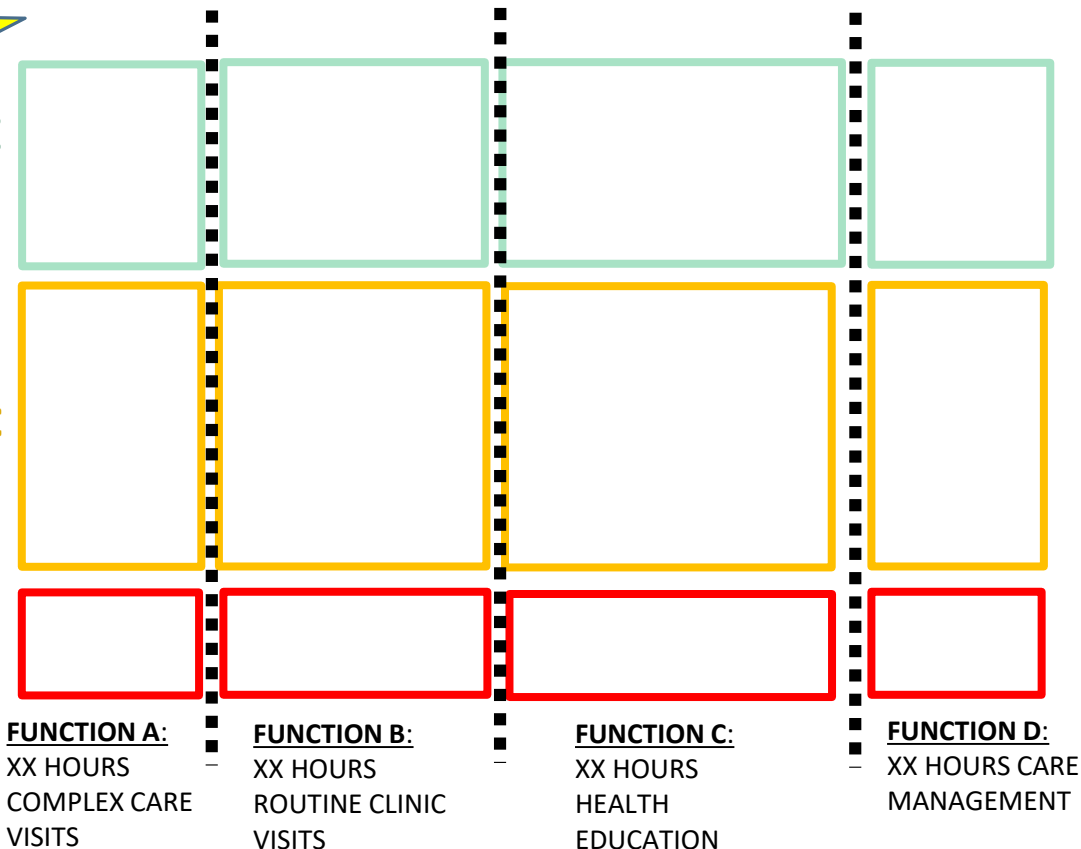 FUNCTION A:
XX HOURS
COMPLEX CARE
VISITS
FUNCTION B:
XX HOURS
ROUTINE CLINIC
VISITS
FUNCTION C:
XX HOURS
HEALTH
EDUCATION
FUNCTION D:
XX HOURS CARE
MANAGEMENT